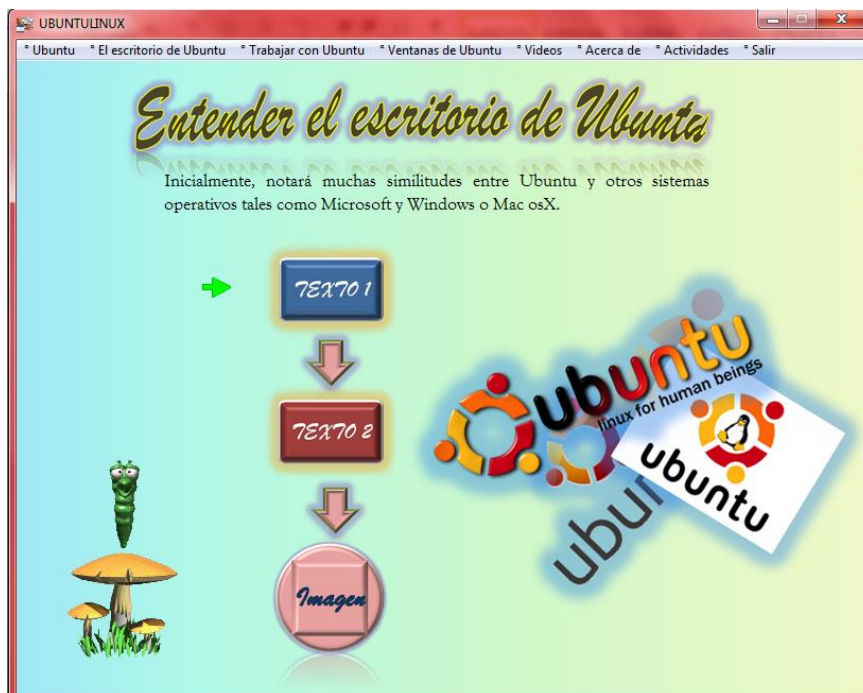 UBUNTULINUX
° Ubuntu ° El escritorio de Ubuntu ° Trabajar con Ubuntu ° Ventanas de Ubuntu ° Videos ° Acerca de ° Actividades ° Salir
Entender el escritorio de Ubuntu
Inicialmente, notará muchas similitudes entre Ubuntu y otros sistemas
operativos tales como Microsoft y Windows o Mac osX.
TEXTO 1
ubuntu
linux for human beings
TEXTO 2
ubuntu
ubun
Imagen